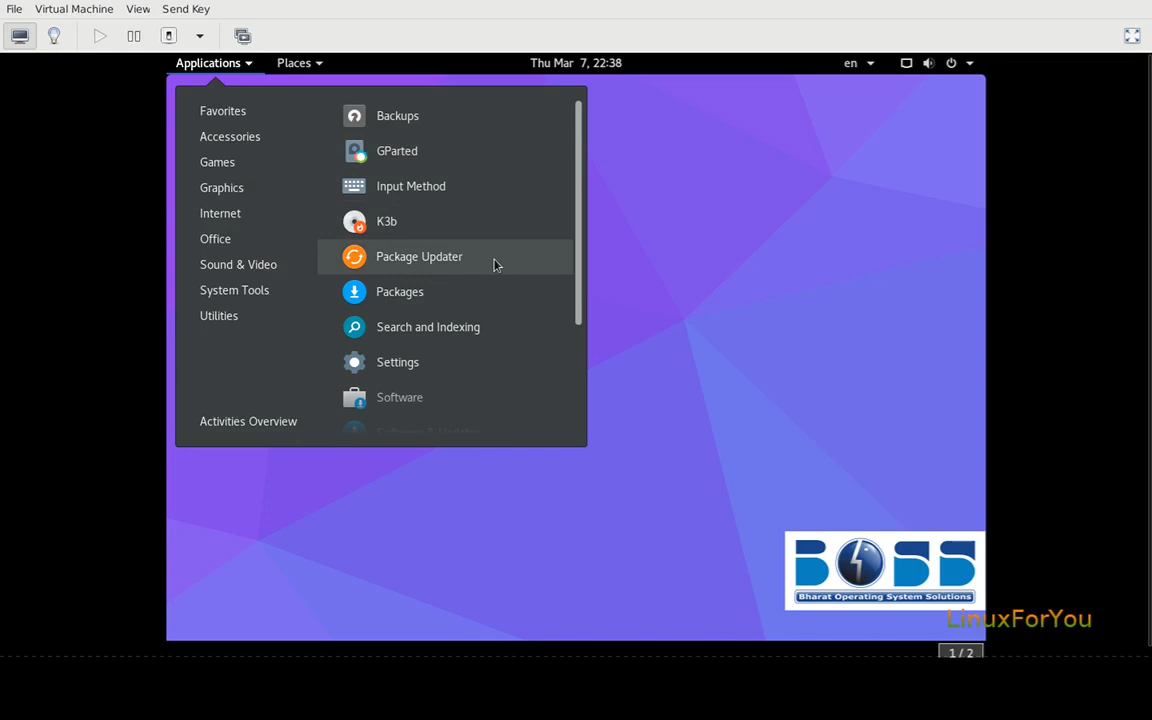 File Virtual Machine View Send Key
Applications Places Thu Mar 7, 22:38 en
Favorites
Accessories
Games
Graphics
Internet
Office
Sound & Video
System Tools
Utilities
Activities Overview
Backups
GParted
Input Method
K3b
Package Updater
Packages
Search and Indexing
Settings
Software
Software & Updates
BOSS
Bharat Operating System Solutions
LinuxForYou
1 / 2